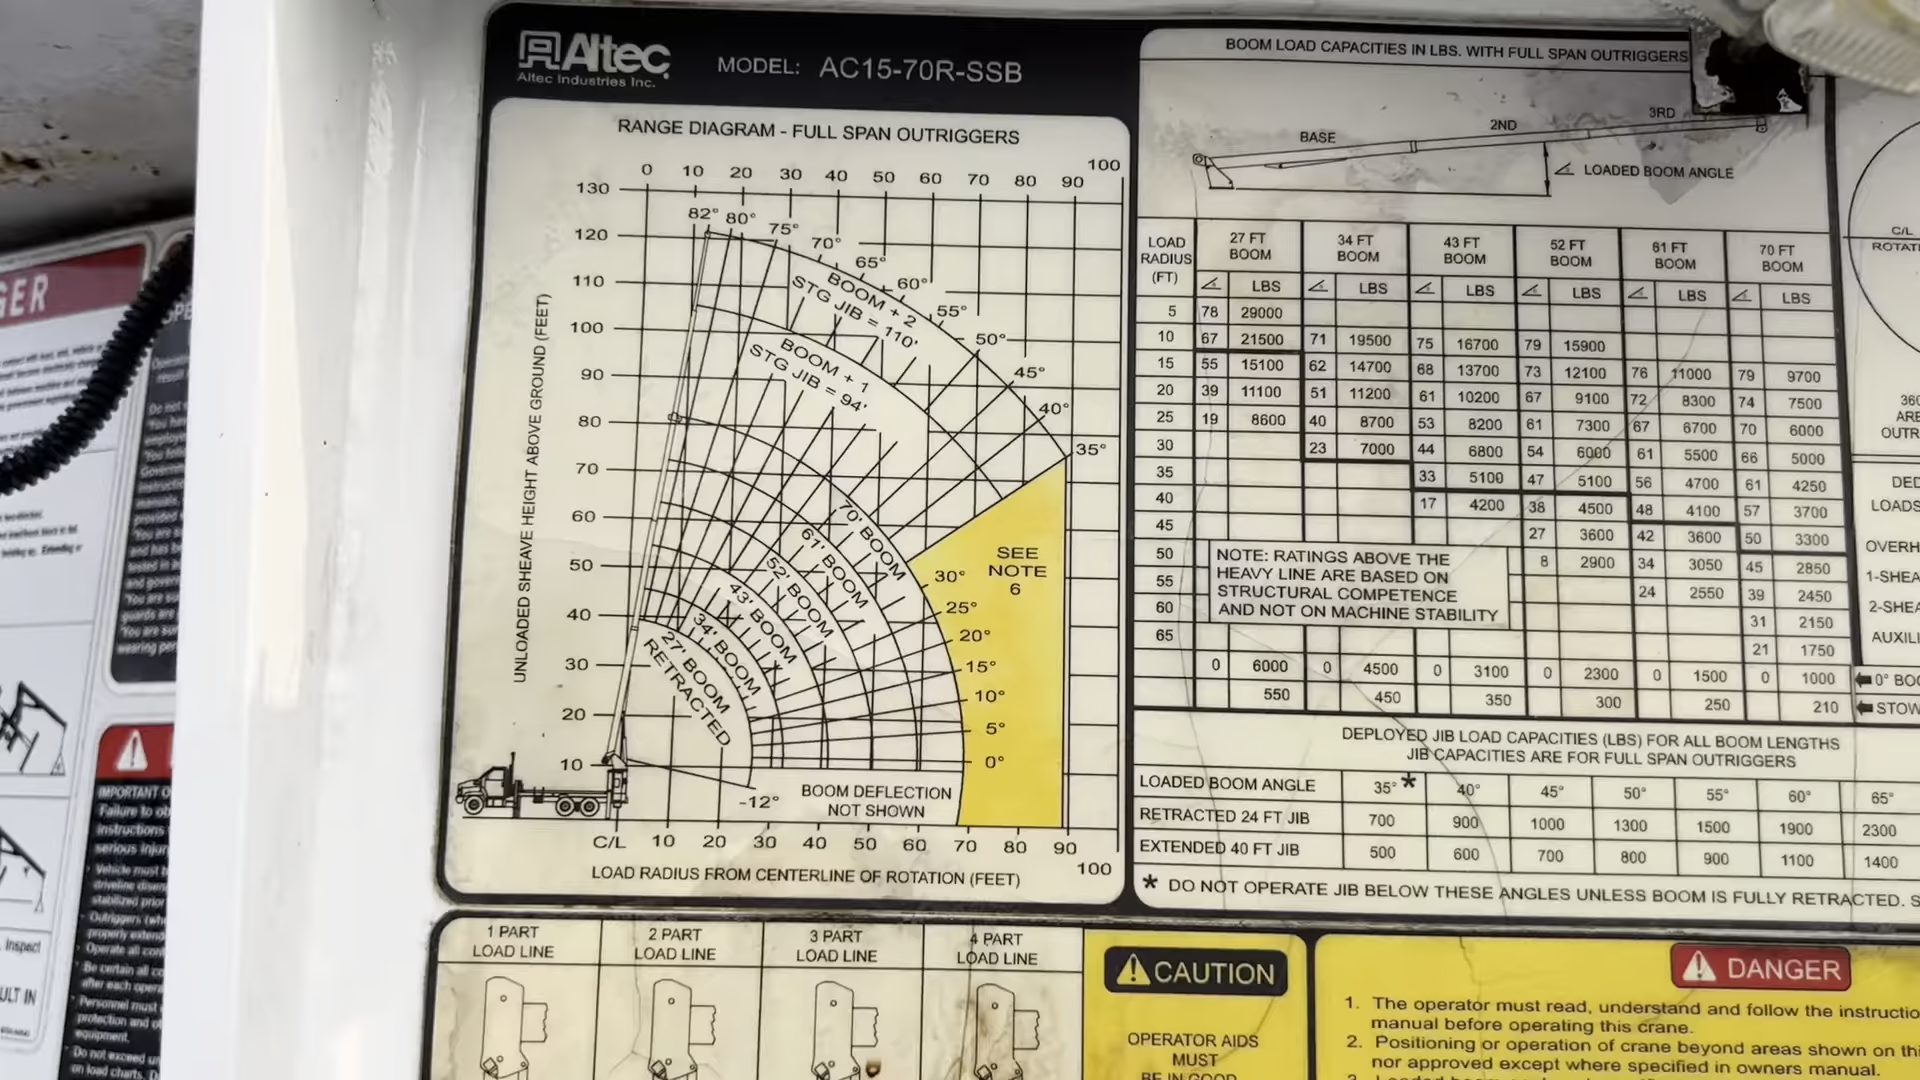 Altec
Altec Industries Inc.
MODEL: AC15-70R-SSB
RANGE DIAGRAM - FULL SPAN OUTRIGGERS
0 10 20 30 40 50 60 70 80 90 100
130
120
110
100
90
80
70
60
50
40
30
20
10
UNLOADED SHEAVE HEIGHT ABOVE GROUND (FEET)
82° 80° 75° 70° 65° 60° 55° 50° 45° 40° 35°
30°
25°
20°
15°
10°
5°
0°
-12°
BOOM + 2
STG JIB = 110'
BOOM + 1
STG JIB = 94'
70' BOOM
61' BOOM
52' BOOM
43' BOOM
34' BOOM
27' BOOM
RETRACTED
SEE
NOTE
6
BOOM DEFLECTION
NOT SHOWN
C/L 10 20 30 40 50 60 70 80 90 100
LOAD RADIUS FROM CENTERLINE OF ROTATION (FEET)
BOOM LOAD CAPACITIES IN LBS. WITH FULL SPAN OUTRIGGERS
BASE 2ND 3RD
LOADED BOOM ANGLE
LOAD RADIUS (FT) 27 FT BOOM 34 FT BOOM 43 FT BOOM 52 FT BOOM 61 FT BOOM 70 FT BOOM
LBS LBS LBS LBS LBS LBS
5 78 29000
10 67 21500 71 19500 75 16700 79 15900
15 55 15100 62 14700 68 13700 73 12100 76 11000 79 9700
20 39 11100 51 11200 61 10200 67 9100 72 8300 74 7500
25 19 8600 40 8700 53 8200 61 7300 67 6700 70 6000
30 23 7000 44 6800 54 6000 61 5500 66 5000
35 33 5100 47 5100 56 4700 61 4250
40 17 4200 38 4500 48 4100 57 3700
45 27 3600 42 3600 50 3300
50 8 2900 34 3050 45 2850
55 24 2550 39 2450
60 31 2150
65 21 1750
0 6000 0 4500 0 3100 0 2300 0 1500 0 1000
550 450 350 300 250 210
NOTE: RATINGS ABOVE THE
HEAVY LINE ARE BASED ON
STRUCTURAL COMPETENCE
AND NOT ON MACHINE STABILITY
C/L
360
0° BOO
STOW
OVERH
1-SHEA
2-SHEA
AUXILI
DEPLOYED JIB LOAD CAPACITIES (LBS) FOR ALL BOOM LENGTHS
JIB CAPACITIES ARE FOR FULL SPAN OUTRIGGERS
LOADED BOOM ANGLE 35°* 40° 45° 50° 55° 60° 65°
RETRACTED 24 FT JIB 700 900 1000 1300 1500 1900 2300
EXTENDED 40 FT JIB 500 600 700 800 900 1100 1400
* DO NOT OPERATE JIB BELOW THESE ANGLES UNLESS BOOM IS FULLY RETRACTED. S
1 PART
LOAD LINE
2 PART
LOAD LINE
3 PART
LOAD LINE
4 PART
LOAD LINE
CAUTION
OPERATOR AIDS
MUST
BE IN GOOD
DANGER
1. The operator must read, understand and follow the instructio
manual before operating this crane.
2. Positioning or operation of crane beyond areas shown on thi
nor approved except where specified in owners manual.
GER
IMPORTANT